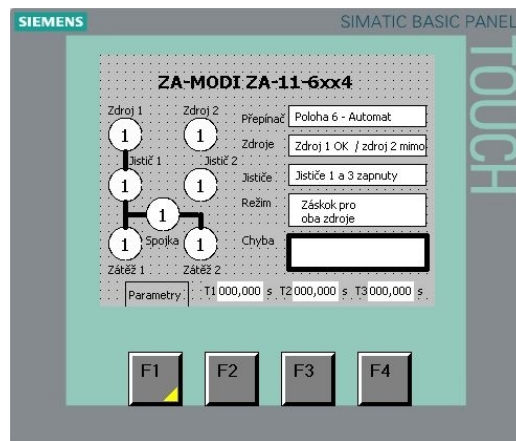 SIEMENS
SIMATIC BASIC PANEL
TOUCH
ZA-MODI ZA-11-6xx4
Zdroj 1
Zdroj 2
1
1
Jistič 1
Jistič 2
1
1
1
Spojka
1
1
Zátěž 1
Zátěž 2
Přepínač
Poloha 6 - Automat
Zdroje
Zdroj 1 OK / zdroj 2 mimo
Jističe
Jističe 1 a 3 zapnuty
Režim
Záskok pro
oba zdroje
Chyba
Parametry
T1 000,000 s T2 000,000 s T3 000,000 s
F1
F2
F3
F4